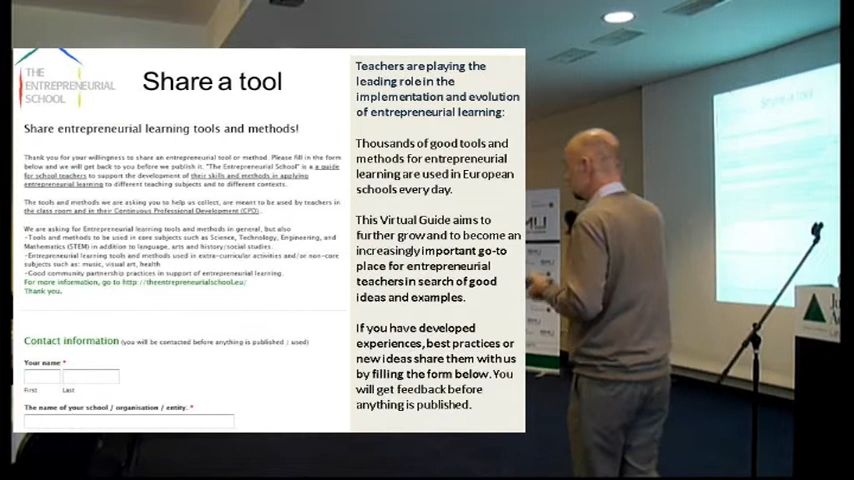 THE
ENTREPRENEURIAL
SCHOOL
Share a tool
Share entrepreneurial learning tools and methods!
Thank you for your willingness to share an entrepreneurial tool or method. Please fill in the form
below and we will get back to you before we publish it. "The Entrepreneurial School" is a guide
for school teachers to support the development of their skills and methods in applying
entrepreneurial learning to different teaching subjects and to different contexts.
The tools and methods we are asking you to help us collect, are meant to be used by teachers in
the class room and in their Continuous Professional Development (CPD).
We are asking for Entrepreneurial learning tools and methods in general, but also
-Tools and methods to be used in core subjects such as Science, Technology, Engineering, and
Mathematics (STEM) in addition to language, arts and history/social studies.
-Entrepreneurial learning tools and methods used in extra-curricular activities and/or non-core
subjects such as: music, visual art, health
-Good community partnership practices in support of entrepreneurial learning.
For more information, go to http://theentrepreneurialschool.eu/
Thank you.
Contact information (you will be contacted before anything is published / used)
Your name *
First Last
The name of your school / organisation / entity. *
Teachers are playing the
leading role in the
implementation and evolution
of entrepreneurial learning:
Thousands of good tools and
methods for entrepreneurial
learning are used in European
schools every day.
This Virtual Guide aims to
further grow and to become an
increasingly important go-to
place for entrepreneurial
teachers in search of good
ideas and examples.
If you have developed
experiences, best practices or
new ideas share them with us
by filling the form below. You
will get feedback before
anything is published.
Share a tool